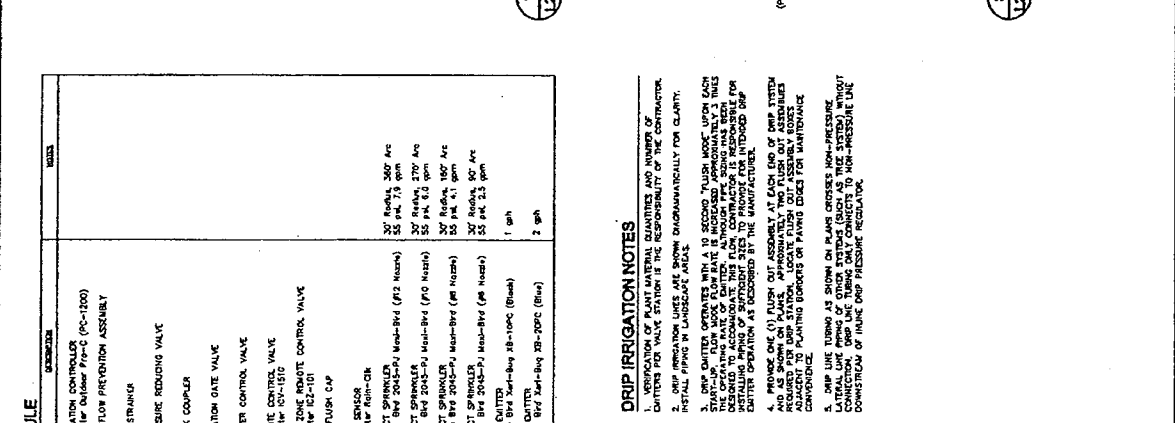 ULE
DESCRIPTION
NOTES
ATION CONTROLLER
ter Outdoor Pro-C (PC-1200)
FLOW PREVENTION ASSEMBLY
STRAINER
SURE REDUCING VALVE
K COUPLER
ATION GATE VALVE
ER CONTROL VALVE
TE CONTROL VALVE
ter ICV-151G
ZONE REMOTE CONTROL VALVE
ter ICZ-101
FLUSH CAP
SENSOR
ter Rain-Clik
CT SPRINKLER
Bird 2045-PJ Maxi-Bird (#12 Nozzle)
30' Radius, 360° Arc
55 psi, 7.9 gpm
CT SPRINKLER
Bird 2045-PJ Maxi-Bird (#10 Nozzle)
30' Radius, 270° Arc
55 psi, 6.0 gpm
CT SPRINKLER
Bird 2045-PJ Maxi-Bird (#8 Nozzle)
30' Radius, 180° Arc
55 psi, 4.1 gpm
CT SPRINKLER
Bird 2045-PJ Maxi-Bird (#6 Nozzle)
30' Radius, 90° Arc
55 psi, 2.5 gpm
EMITTER
Bird Xeri-Bug XB-10PC (Black)
1 gph
EMITTER
Bird Xeri-Bug XB-20PC (Blue)
2 gph
DRIP IRRIGATION NOTES
1. VERIFICATION OF PLANT MATERIAL QUANTITIES AND NUMBER OF
EMITTERS PER VALVE STATION IS THE RESPONSIBILITY OF THE CONTRACTOR.
2. DRIP IRRIGATION LINES ARE SHOWN DIAGRAMMATICALLY FOR CLARITY.
INSTALL PIPING IN LANDSCAPE AREAS.
3. DRIP EMITTER OPERATES WITH A 10 SECOND "FLUSH MODE" UPON EACH
START-UP. FLOW MODE FLOW RATE IS INCREASED APPROXIMATELY 3 TIMES
THE OPERATING RATE OF EMITTER. ALTHOUGH PIPE SIZING HAS BEEN
DESIGNED TO ACCOMMODATE THIS FLOW, CONTRACTOR IS RESPONSIBLE FOR
INSTALLING PIPING OF SUFFICIENT SIZES TO PROVIDE FOR INTENDED DRIP
EMITTER OPERATION AS DESCRIBED BY THE MANUFACTURER.
4. PROVIDE ONE (1) FLUSH OUT ASSEMBLY AT EACH END OF DRIP SYSTEM
AND AS SHOWN ON PLANS. APPROXIMATELY TWO FLUSH OUT ASSEMBLIES
REQUIRED PER DRIP STATION. LOCATE FLUSH OUT ASSEMBLY BOXES
ADJACENT TO PLANTING BORDERS OR PAVING EDGES FOR MAINTENANCE
CONVENIENCE.
5. DRIP LINE TUBING AS SHOWN ON PLANS CROSSES NON-PRESSURE
LATERAL LINE PIPING OF OTHER SYSTEMS (SUCH AS TREE SYSTEM) WITHOUT
CONNECTION. DRIP LINE TUBING ONLY CONNECTS TO NON-PRESSURE LINE
DOWNSTREAM OF INLINE DRIP PRESSURE REGULATOR.
(P